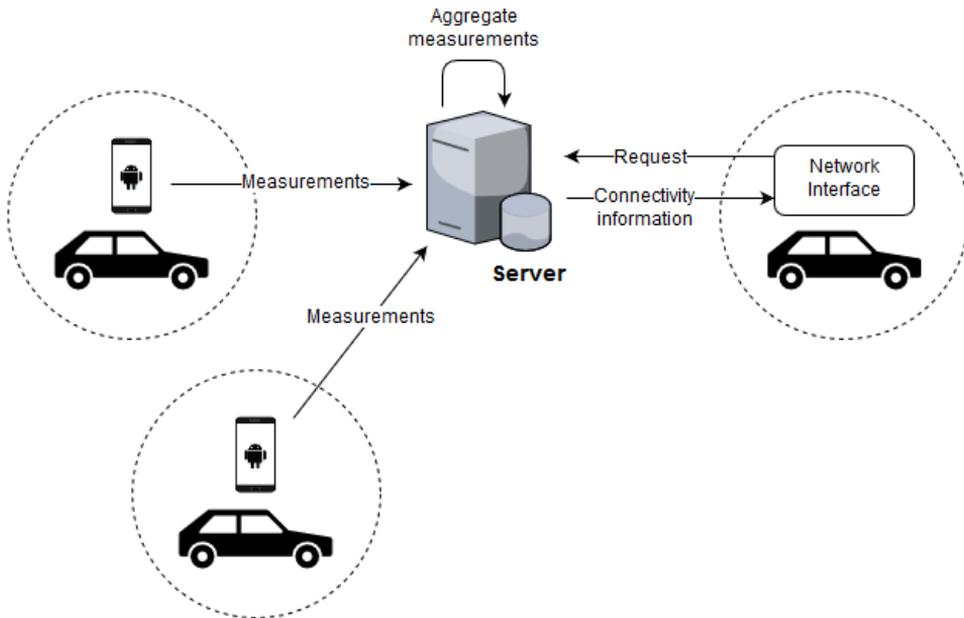 Aggregate
measurements
Measurements
Request
Connectivity
information
Network
Interface
Server
Measurements